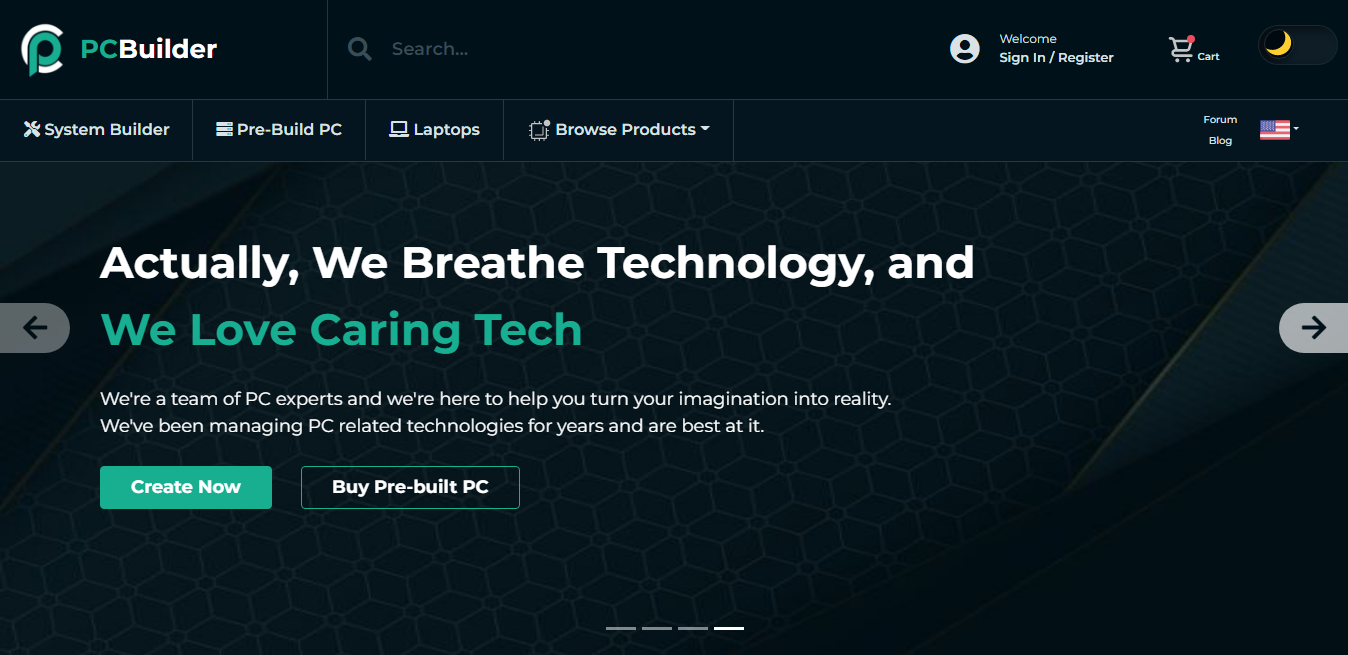 PCBuilder
Search...
Welcome
Sign In / Register
Cart
System Builder
Pre-Build PC
Laptops
Browse Products
Forum
Blog
Actually, We Breathe Technology, and
We Love Caring Tech
We're a team of PC experts and we're here to help you turn your imagination into reality.
We've been managing PC related technologies for years and are best at it.
Create Now
Buy Pre-built PC